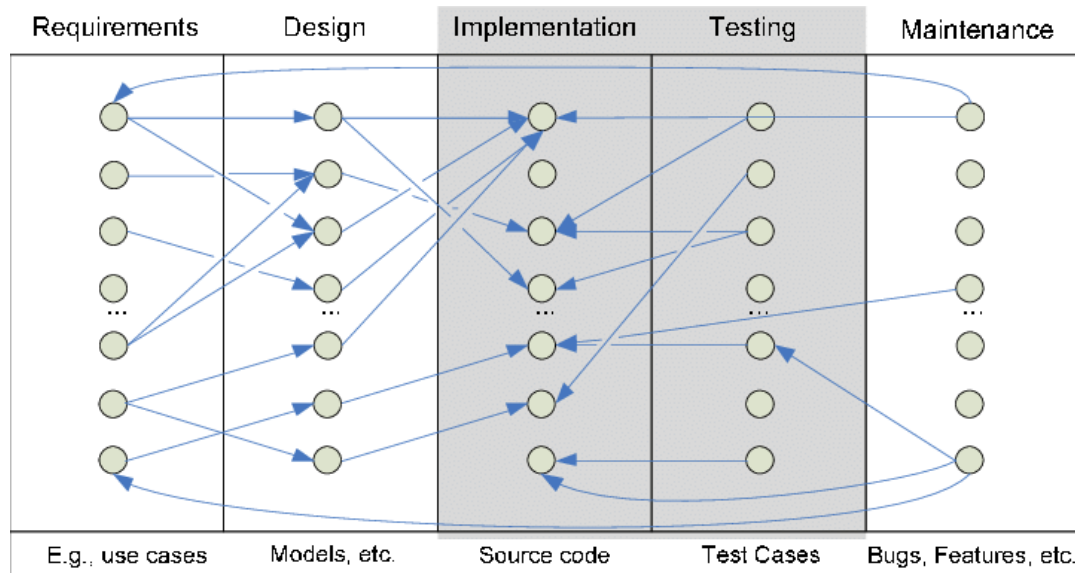 Requirements Design Implementation Testing Maintenance
... ... ... ... ...
E.g., use cases Models, etc. Source code Test Cases Bugs, Features, etc.